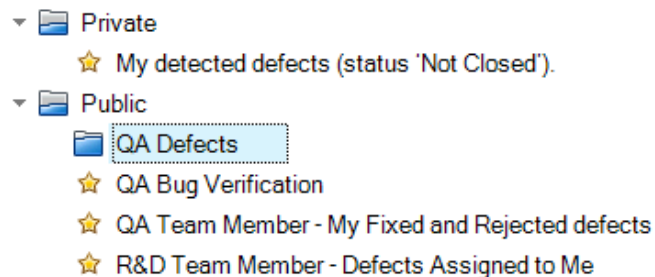 Private
My detected defects (status 'Not Closed').
Public
QA Defects
QA Bug Verification
QA Team Member - My Fixed and Rejected defects
R&D Team Member - Defects Assigned to Me